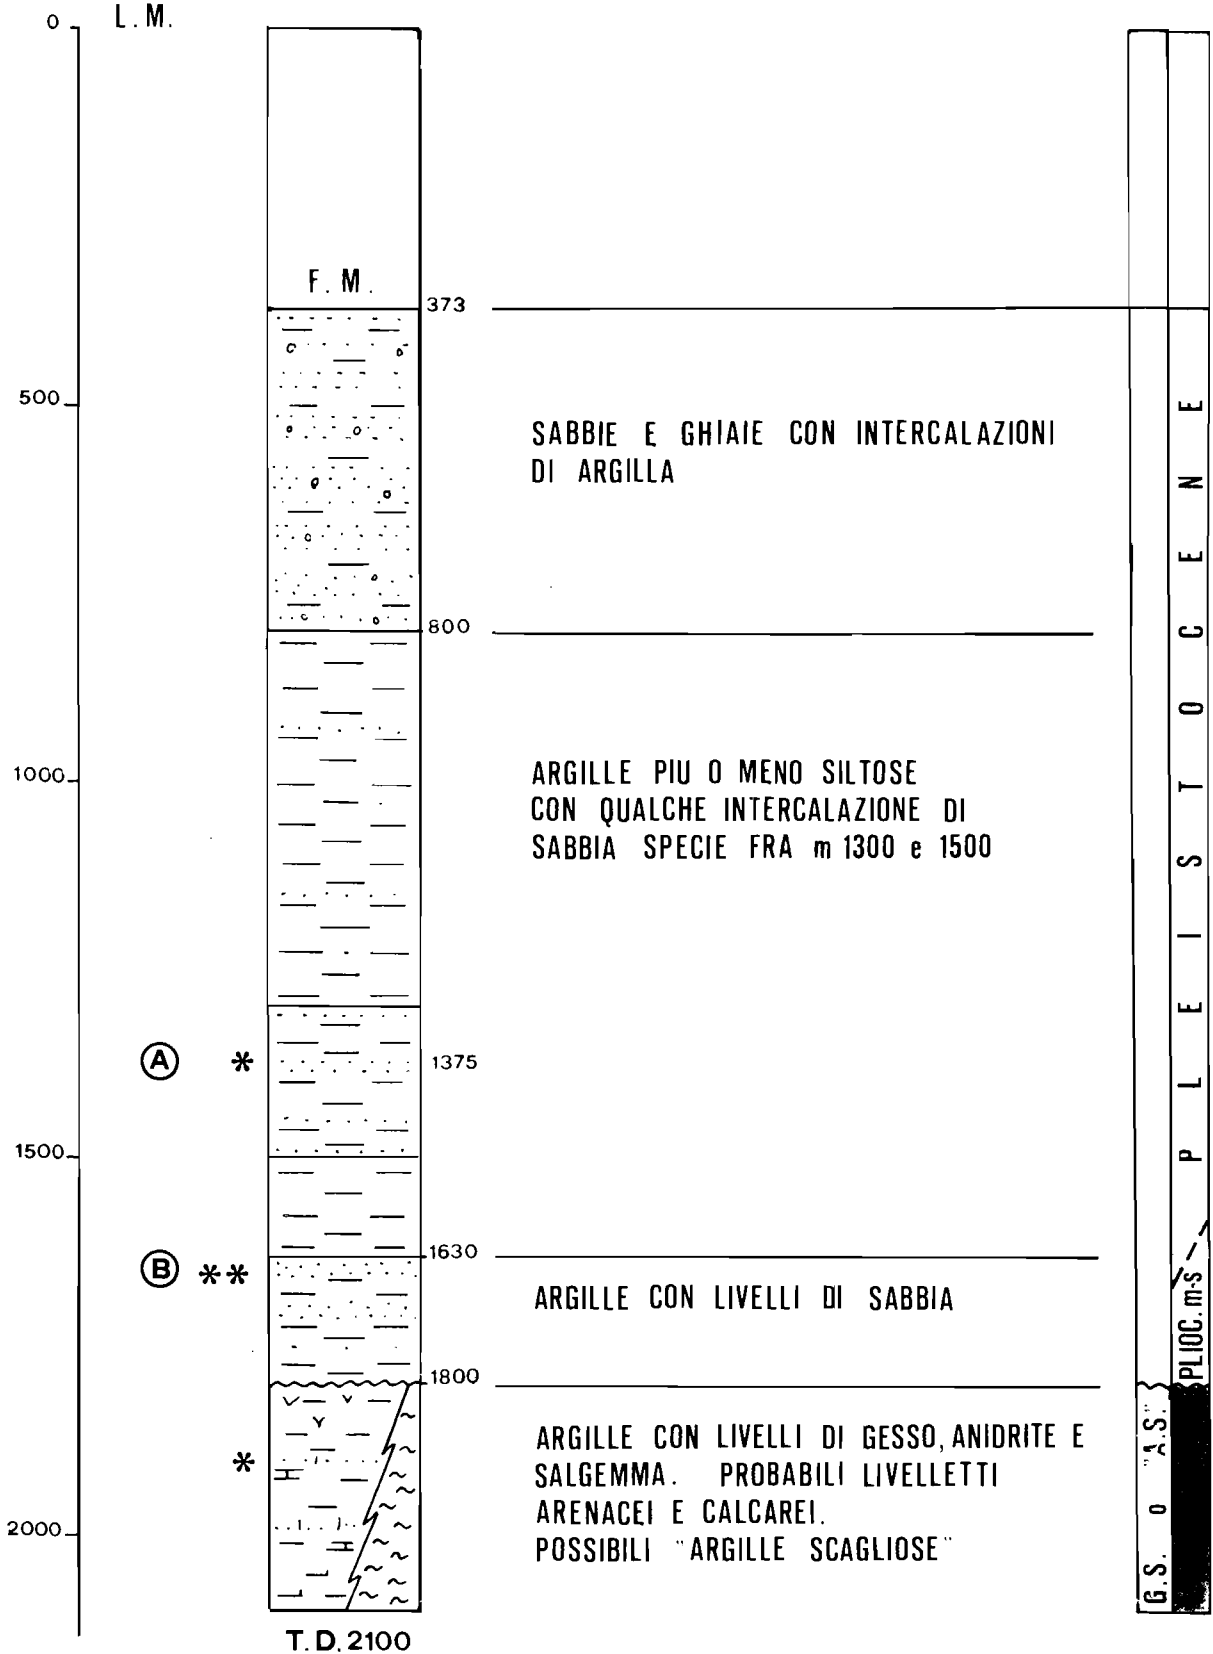 0
L.M.
F. M.
373
500
SABBIE E GHIAIE CON INTERCALAZIONI
DI ARGILLA
800
1000
ARGILLE PIU O MENO SILTOSE
CON QUALCHE INTERCALAZIONE DI
SABBIA SPECIE FRA m 1300 e 1500
A * 1375
1500
PLEISTOCENE
1630
B **
ARGILLE CON LIVELLI DI SABBIA
PLIOC. m-s
1800
*
ARGILLE CON LIVELLI DI GESSO, ANIDRITE E
SALGEMMA. PROBABILI LIVELLETTI
ARENACEI E CALCAREI.
POSSIBILI "ARGILLE SCAGLIOSE"
2000
G.S. o "A.S."
T.D. 2100